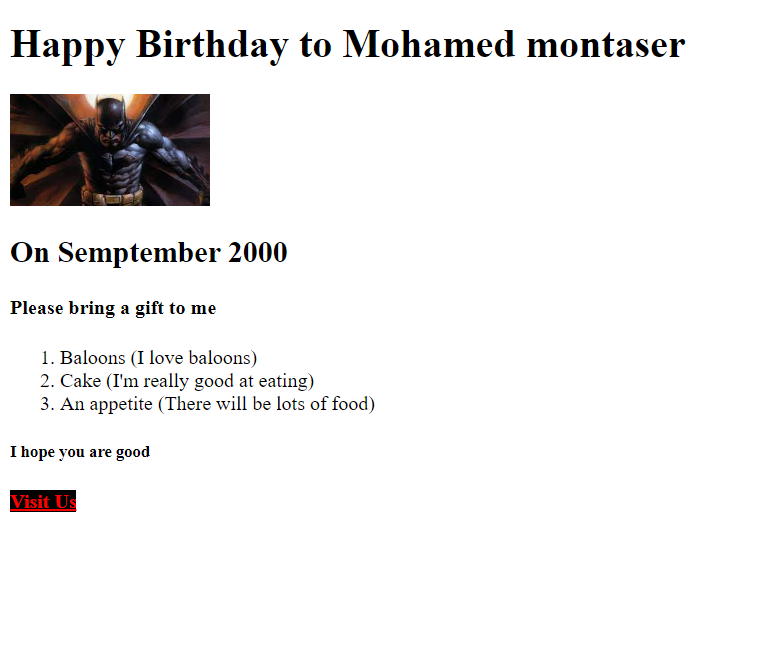 Happy Birthday to Mohamed montaser
On Semptember 2000
Please bring a gift to me
1. Baloons (I love baloons)
2. Cake (I'm really good at eating)
3. An appetite (There will be lots of food)
I hope you are good
Visit Us